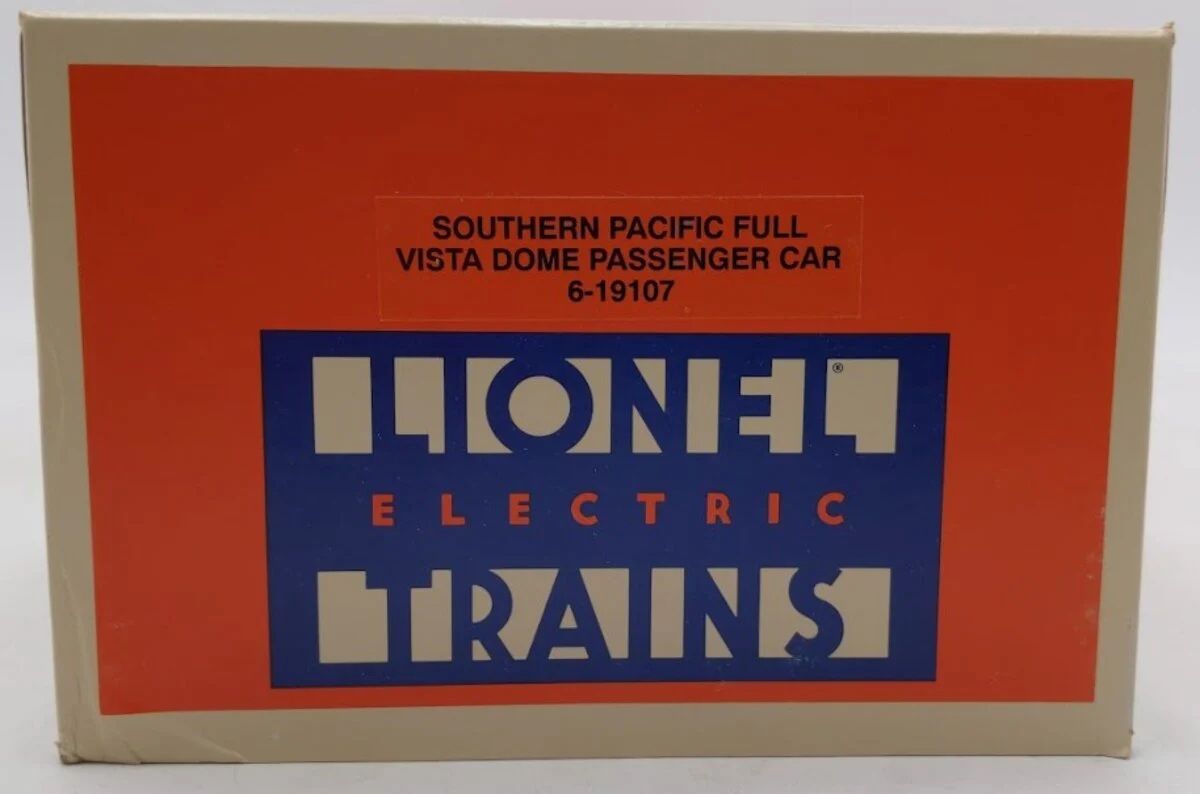 SOUTHERN PACIFIC FULL
VISTA DOME PASSENGER CAR
6-19107
LIONEL®
ELECTRIC
TRAINS